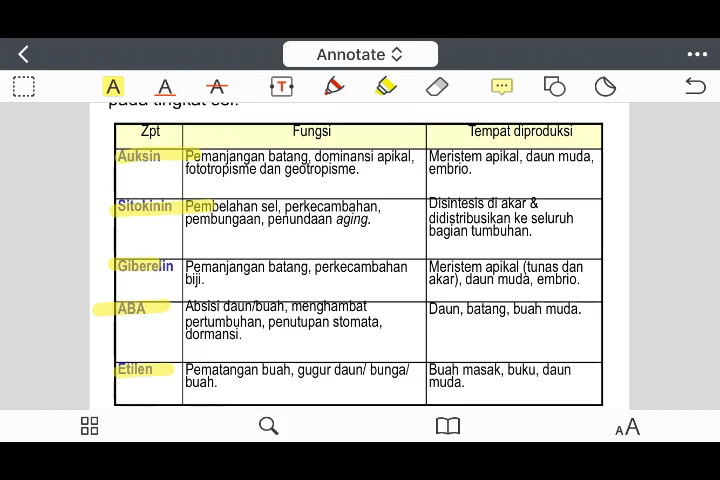 Annotate
A A A T
pada tingkat sel.
Zpt Fungsi Tempat diproduksi
Auksin Pemanjangan batang, dominansi apikal, Meristem apikal, daun muda,
fototropisme dan geotropisme. embrio.
Sitokinin Pembelahan sel, perkecambahan, Disintesis di akar &
pembungaan, penundaan aging. didistribusikan ke seluruh
bagian tumbuhan.
Giberelin Pemanjangan batang, perkecambahan Meristem apikal (tunas dan
biji. akar), daun muda, embrio.
ABA Absisi daun/buah, menghambat Daun, batang, buah muda.
pertumbuhan, penutupan stomata,
dormansi.
Etilen Pematangan buah, gugur daun/ bunga/ Buah masak, buku, daun
buah. muda.
AA